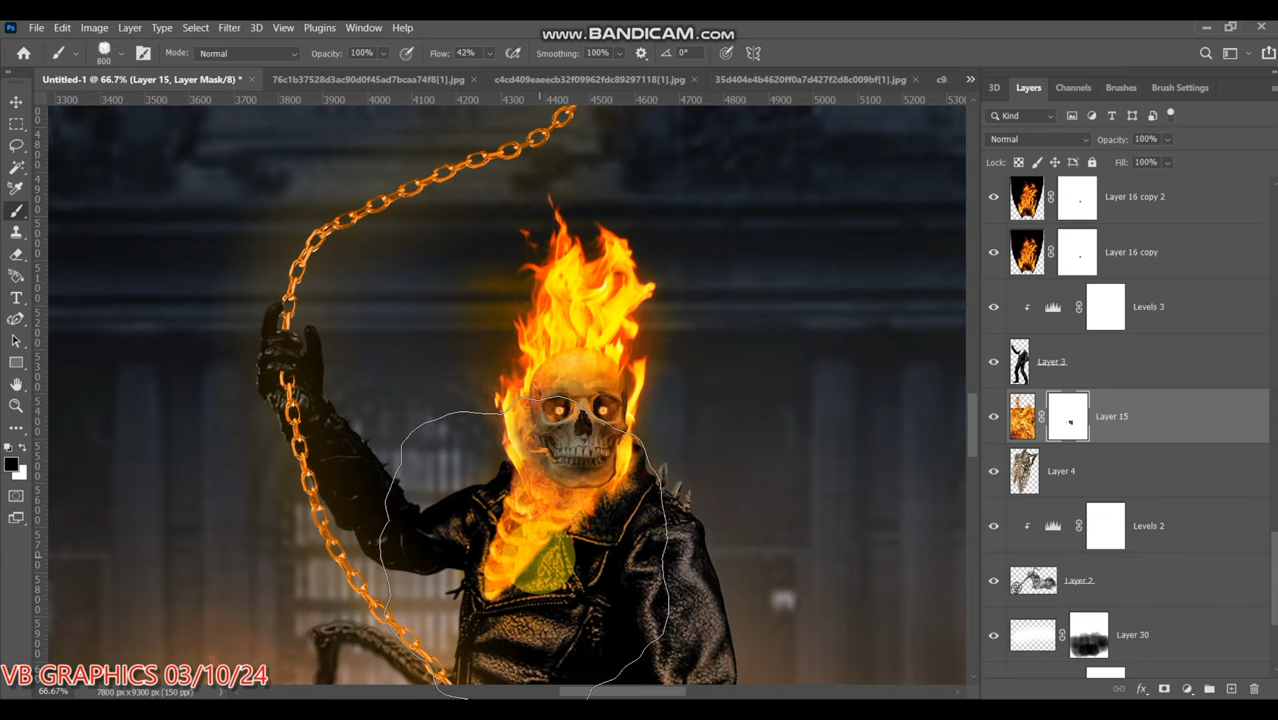 www.BANDICAM.com
Ps File Edit Image Layer Type Select Filter 3D View Plugins Window Help
800 Mode: Normal Opacity: 100% Flow: 42% Smoothing: 100% 0°
Untitled-1 @ 66.7% (Layer 15, Layer Mask/8) * × 76c1b37528d3ac90d0f45ad7bcaa74f8[1].jpg × c4cd409eaeecb32f09962fdc89297118[1].jpg × 35d404e4b4620ff0a7d427f2d8c009bf[1].jpg × c9
3D Layers Channels Brushes Brush Settings
3300 3400 3500 3600 3700 3800 3900 4000 4100 4200 4300 4400 4500 4600 4700 4800 4900 5000 5100 5200 5300
Kind
Normal Opacity: 100%
Lock: Fill: 100%
Layer 16 copy 2
Layer 16 copy
Levels 3
Layer 3
Layer 15
Layer 4
Levels 2
Layer 2
Layer 30
VB GRAPHICS 03/10/24
66.67% 7800 px x 9300 px (150 ppi)